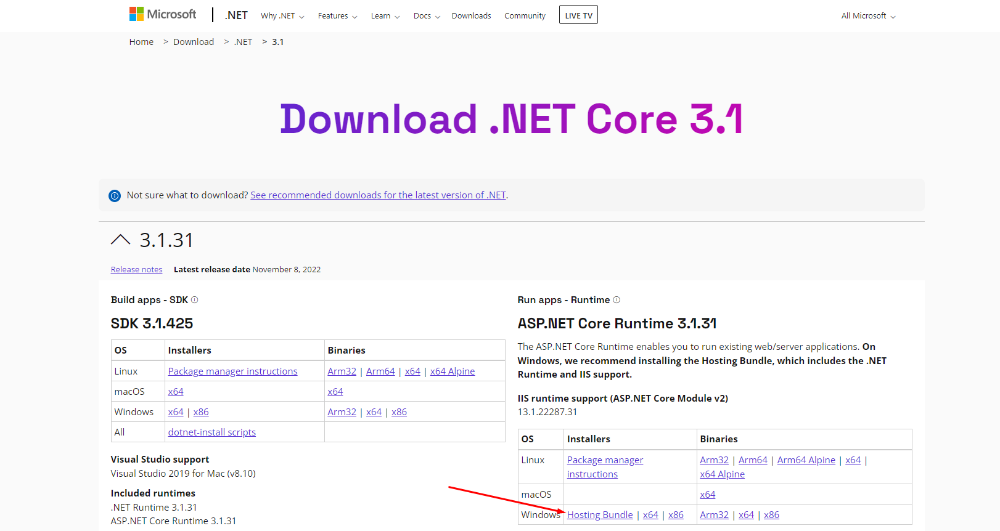 Microsoft | .NET Why .NET Features Learn Docs Downloads Community LIVE TV All Microsoft
Home > Download > .NET > 3.1
Download .NET Core 3.1
Not sure what to download? See recommended downloads for the latest version of .NET.
3.1.31
Release notes Latest release date November 8, 2022
Build apps - SDK
SDK 3.1.425
OS Installers Binaries
Linux Package manager instructions Arm32 | Arm64 | x64 | x64 Alpine
macOS x64 x64
Windows x64 | x86 Arm32 | x64 | x86
All dotnet-install scripts
Visual Studio support
Visual Studio 2019 for Mac (v8.10)
Included runtimes
.NET Runtime 3.1.31
ASP.NET Core Runtime 3.1.31
Run apps - Runtime
ASP.NET Core Runtime 3.1.31
The ASP.NET Core Runtime enables you to run existing web/server applications. On
Windows, we recommend installing the Hosting Bundle, which includes the .NET
Runtime and IIS support.
IIS runtime support (ASP.NET Core Module v2)
13.1.22287.31
OS Installers Binaries
Linux Package manager Arm32 | Arm64 | Arm64 Alpine | x64 |
instructions x64 Alpine
macOS x64
Windows Hosting Bundle | x64 | x86 Arm32 | x64 | x86